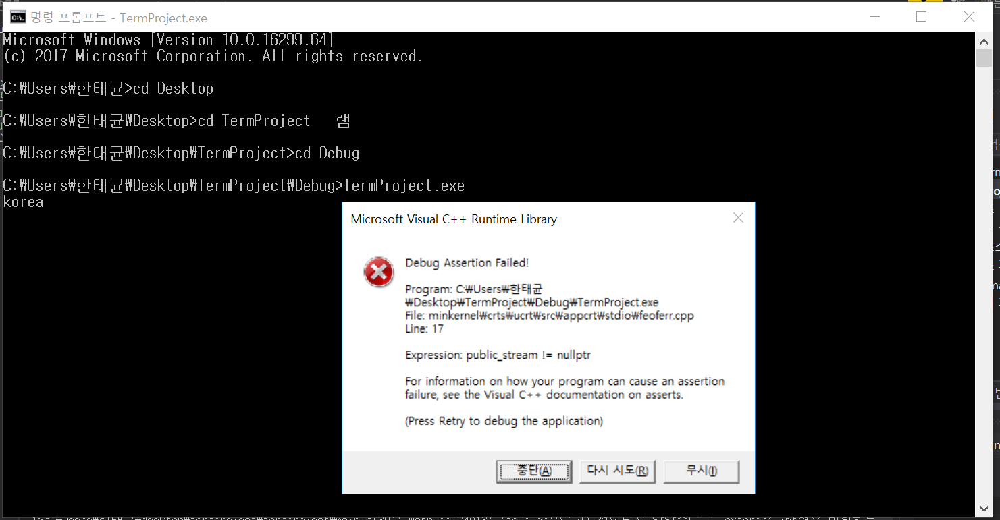 명령 프롬프트 - TermProject.exe
Microsoft Windows [Version 10.0.16299.64]
(c) 2017 Microsoft Corporation. All rights reserved.
C:\Users\한태균>cd Desktop
C:\Users\한태균\Desktop>cd TermProject 램
C:\Users\한태균\Desktop\TermProject>cd Debug
C:\Users\한태균\Desktop\TermProject\Debug>TermProject.exe
korea
Microsoft Visual C++ Runtime Library
Debug Assertion Failed!
Program: C:\Users\한태균
\Desktop\TermProject\Debug\TermProject.exe
File: minkernel\crts\ucrt\src\appcrt\stdio\feoferr.cpp
Line: 17
Expression: public_stream != nullptr
For information on how your program can cause an assertion
failure, see the Visual C++ documentation on asserts.
(Press Retry to debug the application)
중단(A) 다시 시도(R) 무시(I)